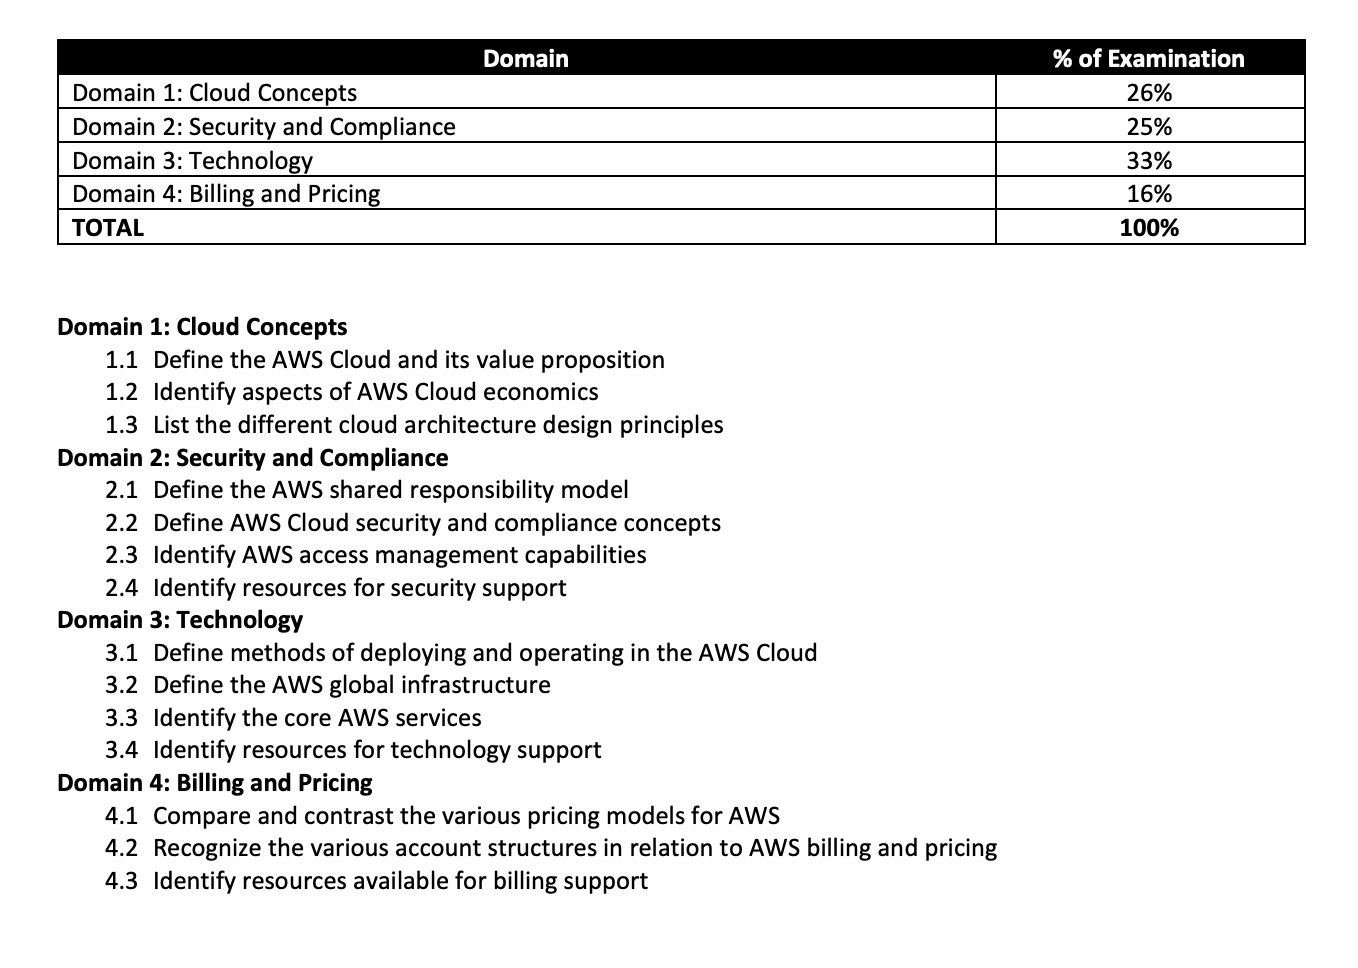 Domain % of Examination
Domain 1: Cloud Concepts 26%
Domain 2: Security and Compliance 25%
Domain 3: Technology 33%
Domain 4: Billing and Pricing 16%
TOTAL 100%
Domain 1: Cloud Concepts
1.1 Define the AWS Cloud and its value proposition
1.2 Identify aspects of AWS Cloud economics
1.3 List the different cloud architecture design principles
Domain 2: Security and Compliance
2.1 Define the AWS shared responsibility model
2.2 Define AWS Cloud security and compliance concepts
2.3 Identify AWS access management capabilities
2.4 Identify resources for security support
Domain 3: Technology
3.1 Define methods of deploying and operating in the AWS Cloud
3.2 Define the AWS global infrastructure
3.3 Identify the core AWS services
3.4 Identify resources for technology support
Domain 4: Billing and Pricing
4.1 Compare and contrast the various pricing models for AWS
4.2 Recognize the various account structures in relation to AWS billing and pricing
4.3 Identify resources available for billing support